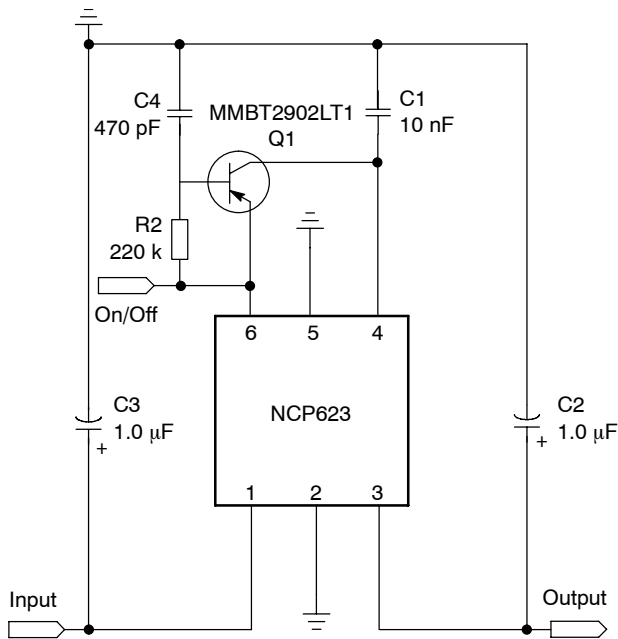 C4
470 pF
MMBT2902LT1
Q1
C1
10 nF
R2
220 k
On/Off
6
5
4
NCP623
C3
1.0 μF
+
C2
1.0 μF
+
1
2
3
Input
Output